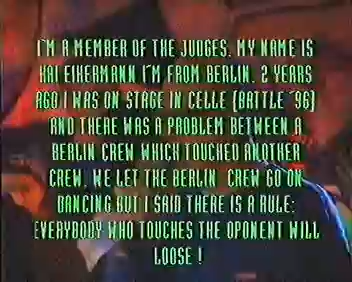 I'M A MEMBER OF THE JUDGES. MY NAME IS
KAI EIKERMANN I'M FROM BERLIN. 2 YEARS
AGO I WAS ON STAGE IN CELLE (BATTLE '96)
AND THERE WAS A PROBLEM BETWEEN A
BERLIN CREW WHICH TOUCHED ANOTHER
CREW. WE LET THE BERLIN CREW GO ON
DANCING BUT I SAID THERE IS A RULE:
EVERYBODY WHO TOUCHES THE OPONENT WILL
LOOSE !